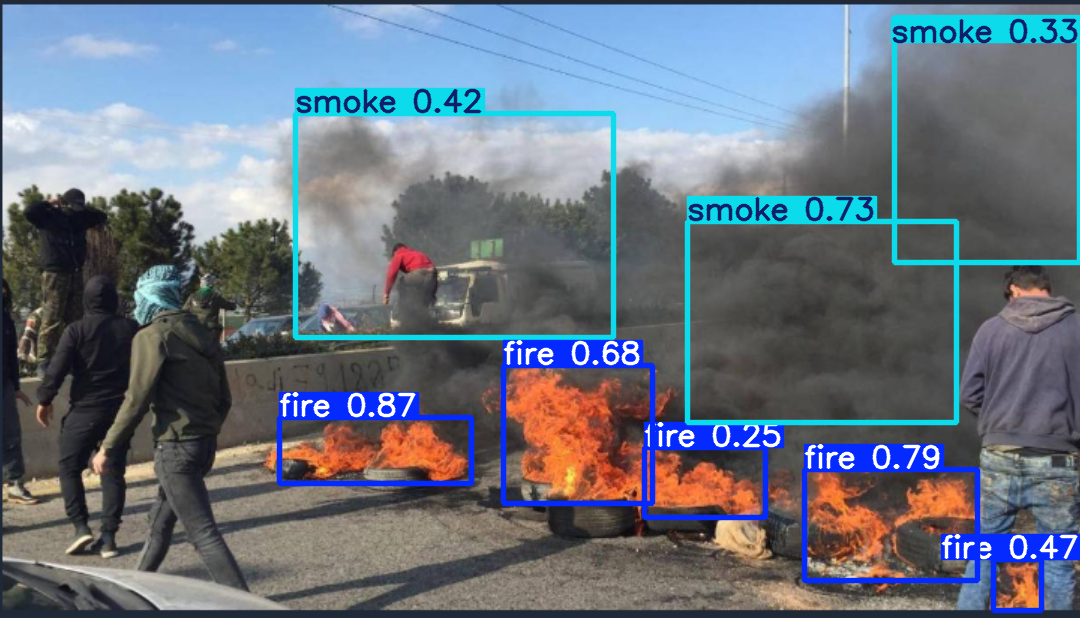 smoke 0.33
smoke 0.42
smoke 0.73
fire 0.68
fire 0.87
fire 0.25
fire 0.79
fire 0.47